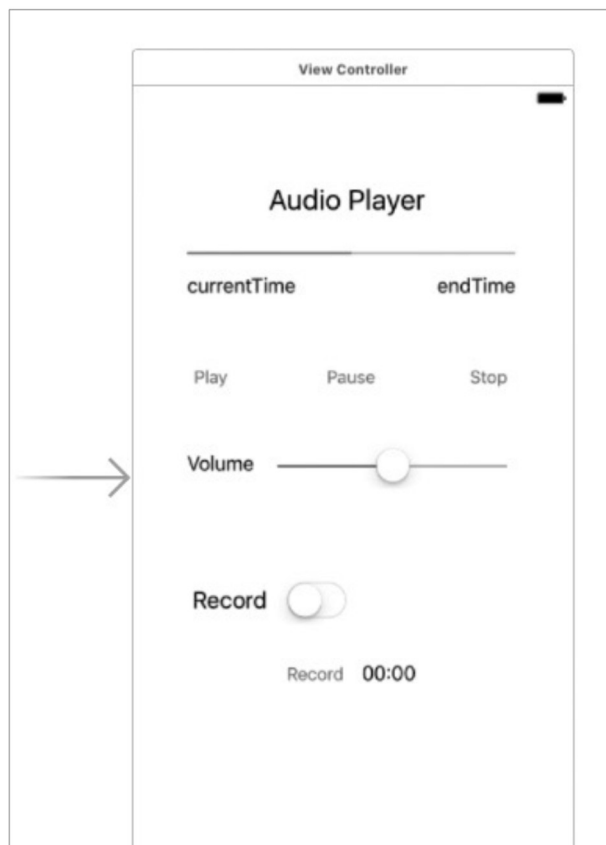 View Controller
Audio Player
currentTime endTime
Play Pause Stop
Volume
Record
Record 00:00